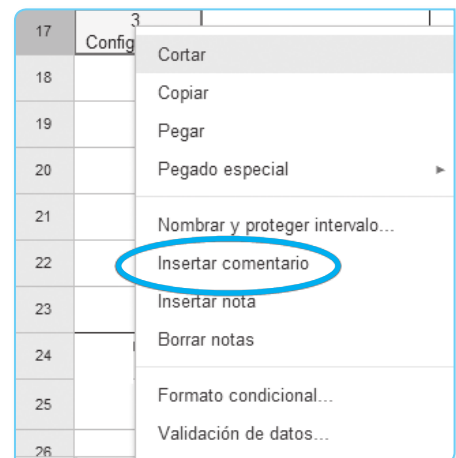 17
3
Config
18
19
20
21
22
23
24
25
26
Cortar
Copiar
Pegar
Pegado especial
Nombrar y proteger intervalo...
Insertar comentario
Insertar nota
Borrar notas
Formato condicional...
Validación de datos...